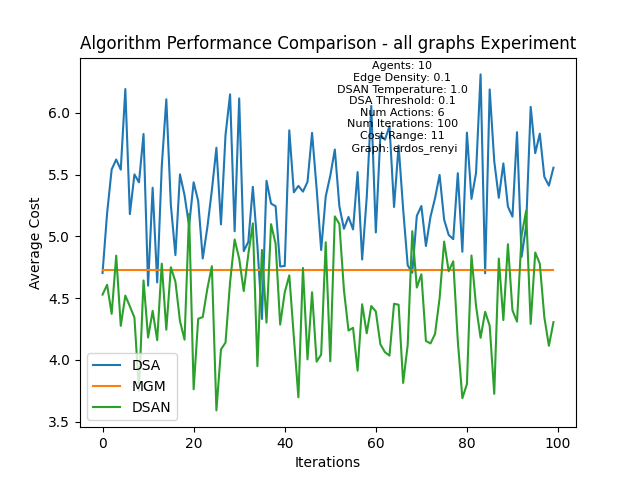 Algorithm Performance Comparison - all graphs Experiment
Agents: 10
Edge Density: 0.1
DSAN Temperature: 1.0
DSA Threshold: 0.1
Num Actions: 6
Num Iterations: 100
Cost Range: 11
Graph: erdos_renyi
6.0
5.5
5.0
4.5
4.0
3.5
Average Cost
DSA
MGM
DSAN
0
20
40
60
80
100
Iterations